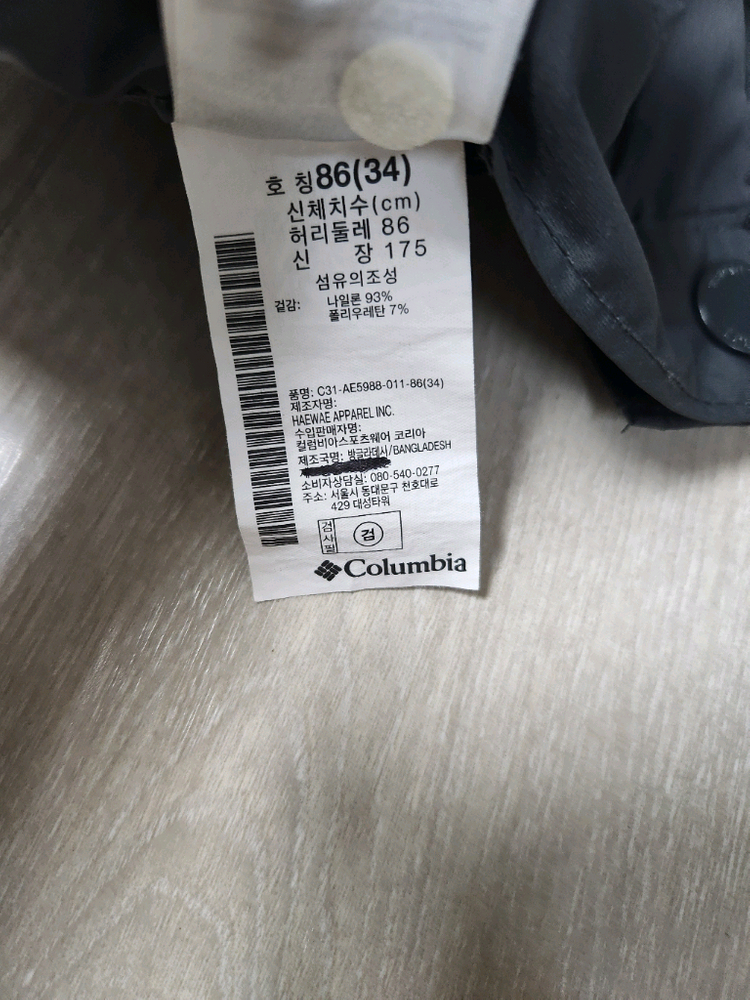 호 칭 86(34)
신체치수(cm)
허리둘레 86
신 장 175
섬유의조성
겉감: 나일론 93%
폴리우레탄 7%
품명: C31-AE5988-011-86(34)
제조자명:
HAEWAE APPAREL INC.
수입판매자명:
컬럼비아스포츠웨어 코리아
제조국명: 방글라데시/BANGLADESH
소비자상담실: 080-540-0277
주소: 서울시 동대문구 천호대로
429 대성타워
검사필 검
Columbia